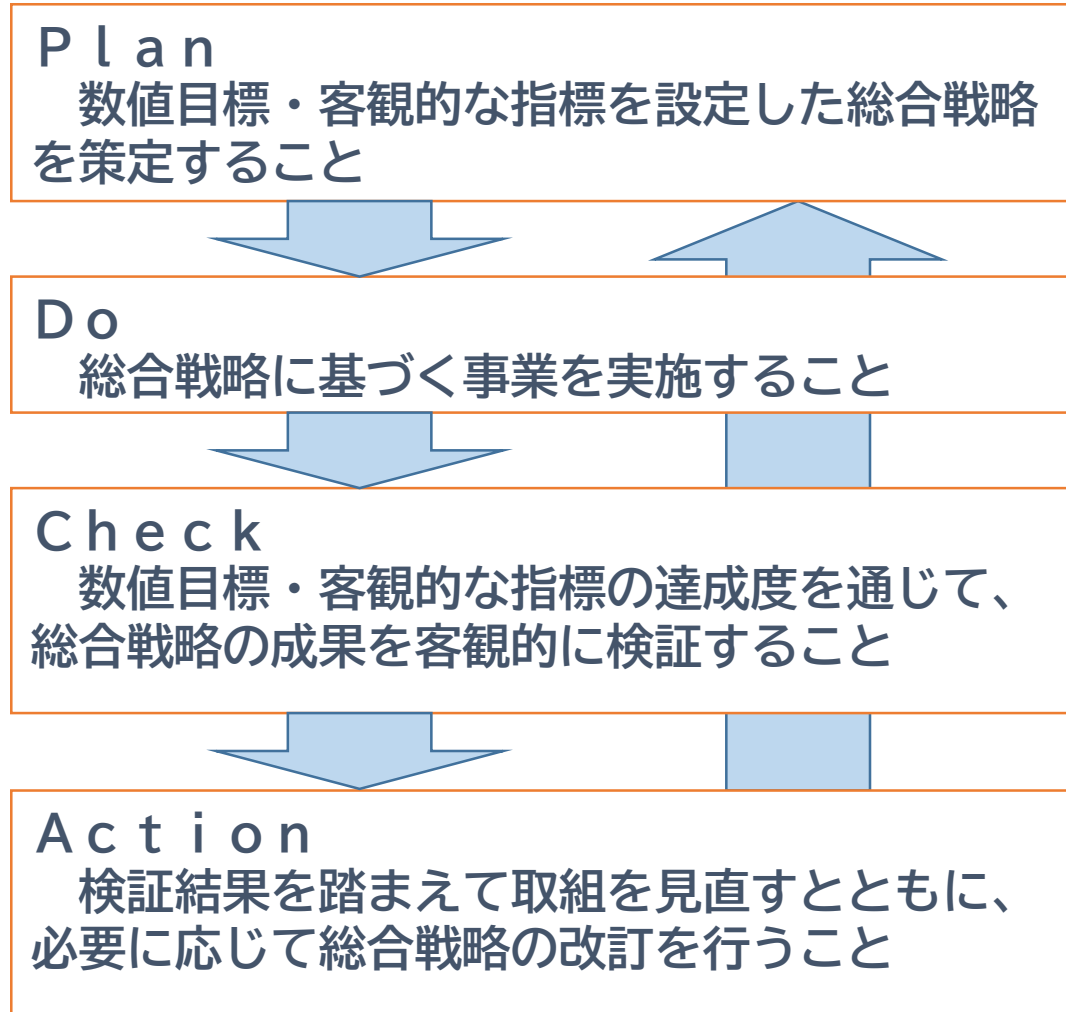 Ｐｌａｎ
　数値目標・客観的な指標を設定した総合戦略
を策定すること
Ｄｏ
　総合戦略に基づく事業を実施すること
Ｃｈｅｃｋ
　数値目標・客観的な指標の達成度を通じて、
総合戦略の成果を客観的に検証すること
Ａｃｔｉｏｎ
　検証結果を踏まえて取組を見直すとともに、
必要に応じて総合戦略の改訂を行うこと